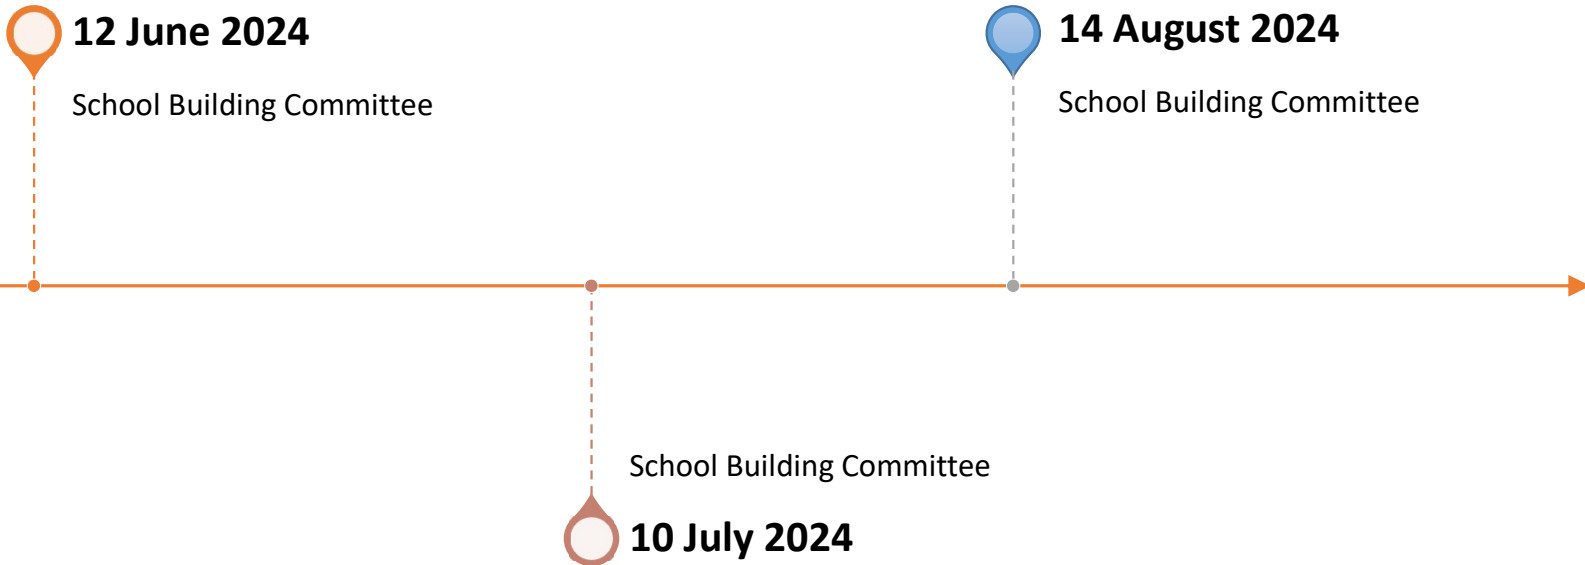 12 June 2024
School Building Committee
14 August 2024
School Building Committee
School Building Committee
10 July 2024